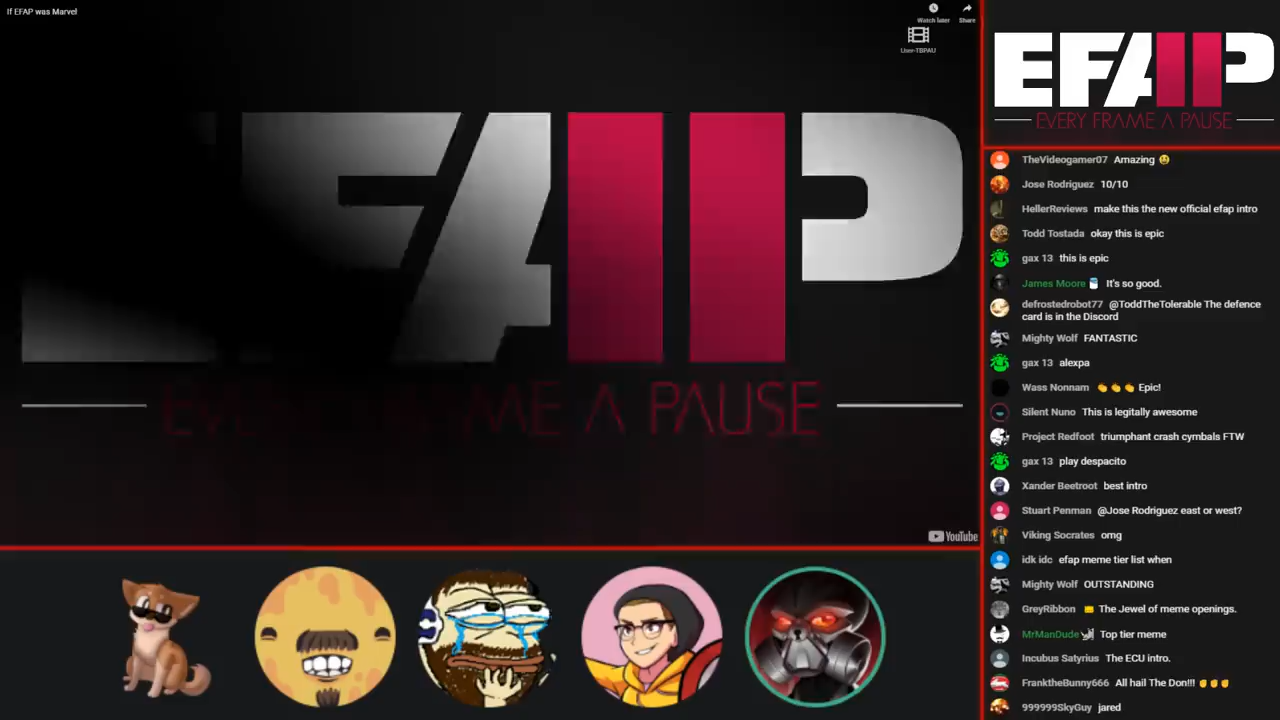 If EFAP was Marvel
Watch later
Share
User-TBPAU
EFAP
EVERY FRAME A PAUSE
YouTube
EFAP
EVERY FRAME A PAUSE
TheVideogamer07 Amazing 😃
Jose Rodriguez 10/10
HellerReviews make this the new official efap intro
Todd Tostada okay this is epic
gax 13 this is epic
James Moore It's so good.
defrostedrobot77 @ToddTheTolerable The defence
card is in the Discord
Mighty Wolf FANTASTIC
gax 13 alexpa
Wass Nonnam 👏👏👏 Epic!
Silent Nuno This is legitally awesome
Project Redfoot triumphant crash cymbals FTW
gax 13 play despacito
Xander Beetroot best intro
Stuart Penman @Jose Rodriguez east or west?
Viking Socrates omg
idk idc efap meme tier list when
Mighty Wolf OUTSTANDING
GreyRibbon 👑 The Jewel of meme openings.
MrManDude Top tier meme
Incubus Satyrius The ECU intro.
FranktheBunny666 All hail The Don!!! ✊✊✊
999999SkyGuy jared